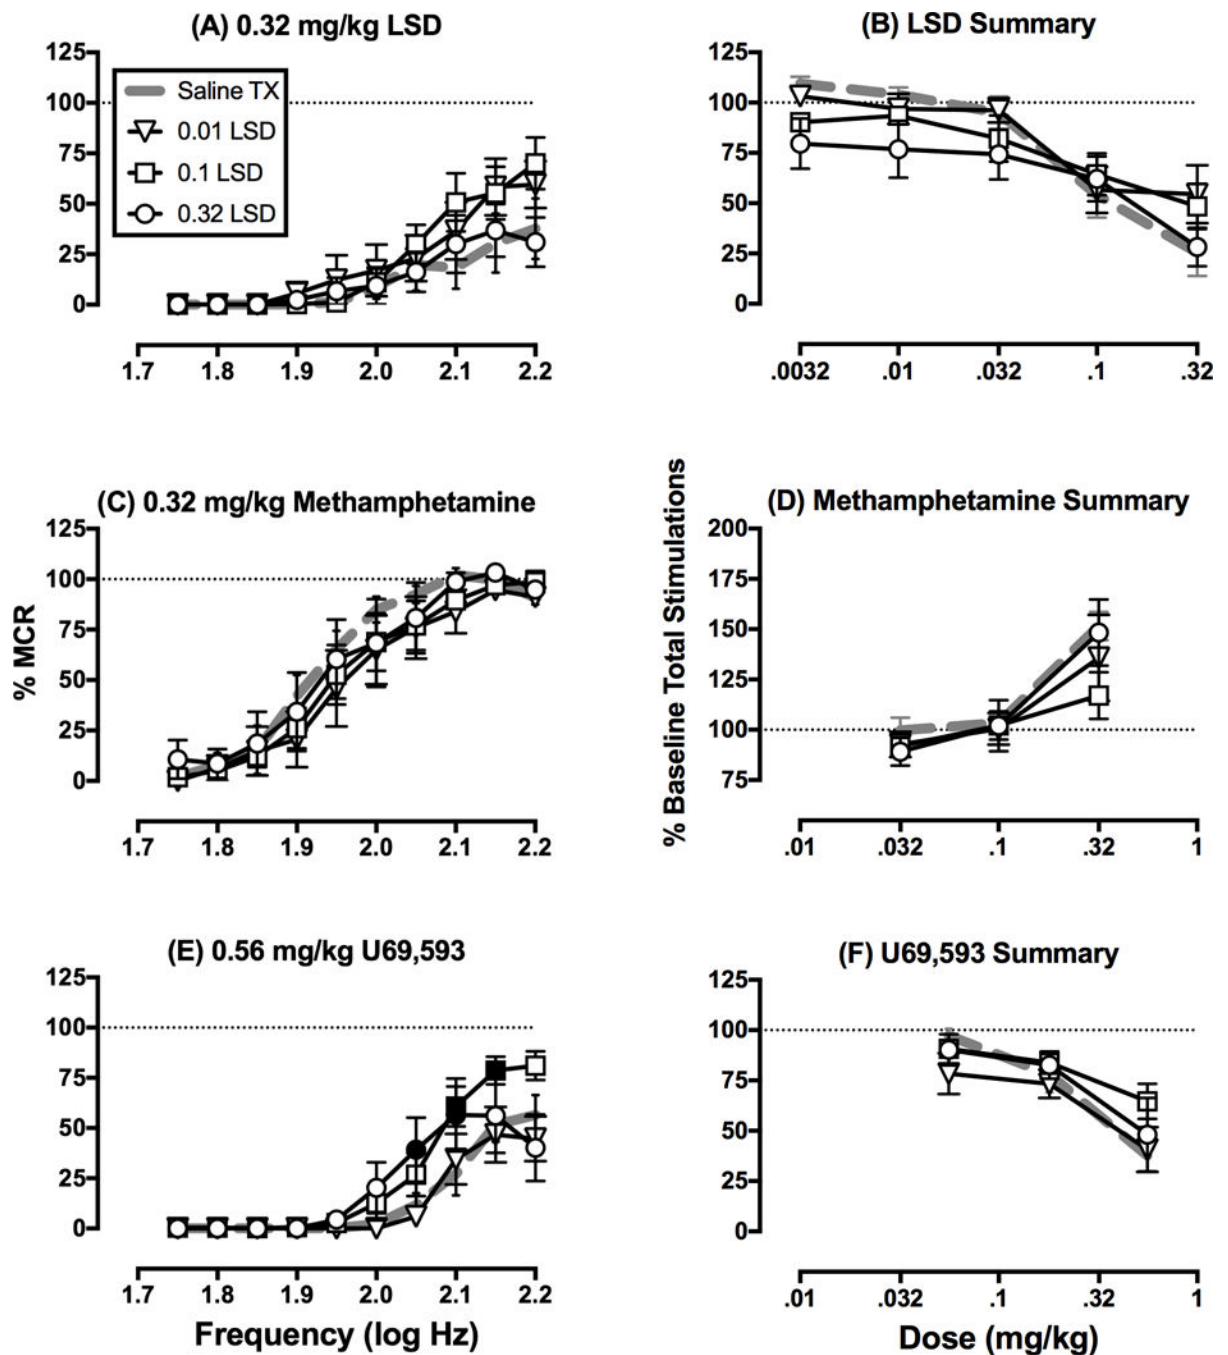 (A) 0.32 mg/kg LSD
125
100
75
50
25
0
Saline TX
0.01 LSD
0.1 LSD
0.32 LSD
1.7 1.8 1.9 2.0 2.1 2.2
(B) LSD Summary
125
100
75
50
25
0
.0032 .01 .032 .1 .32
(C) 0.32 mg/kg Methamphetamine
125
100
75
50
25
0
1.7 1.8 1.9 2.0 2.1 2.2
% MCR
(D) Methamphetamine Summary
200
175
150
125
100
75
.01 .032 .1 .32 1
% Baseline Total Stimulations
(E) 0.56 mg/kg U69,593
125
100
75
50
25
0
1.7 1.8 1.9 2.0 2.1 2.2
Frequency (log Hz)
(F) U69,593 Summary
125
100
75
50
25
0
.01 .032 .1 .32 1
Dose (mg/kg)